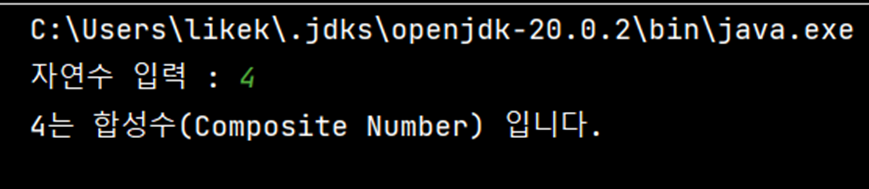 C:\Users\likek\.jdks\openjdk-20.0.2\bin\java.exe
자연수 입력 : 4
4는 합성수(Composite Number) 입니다.